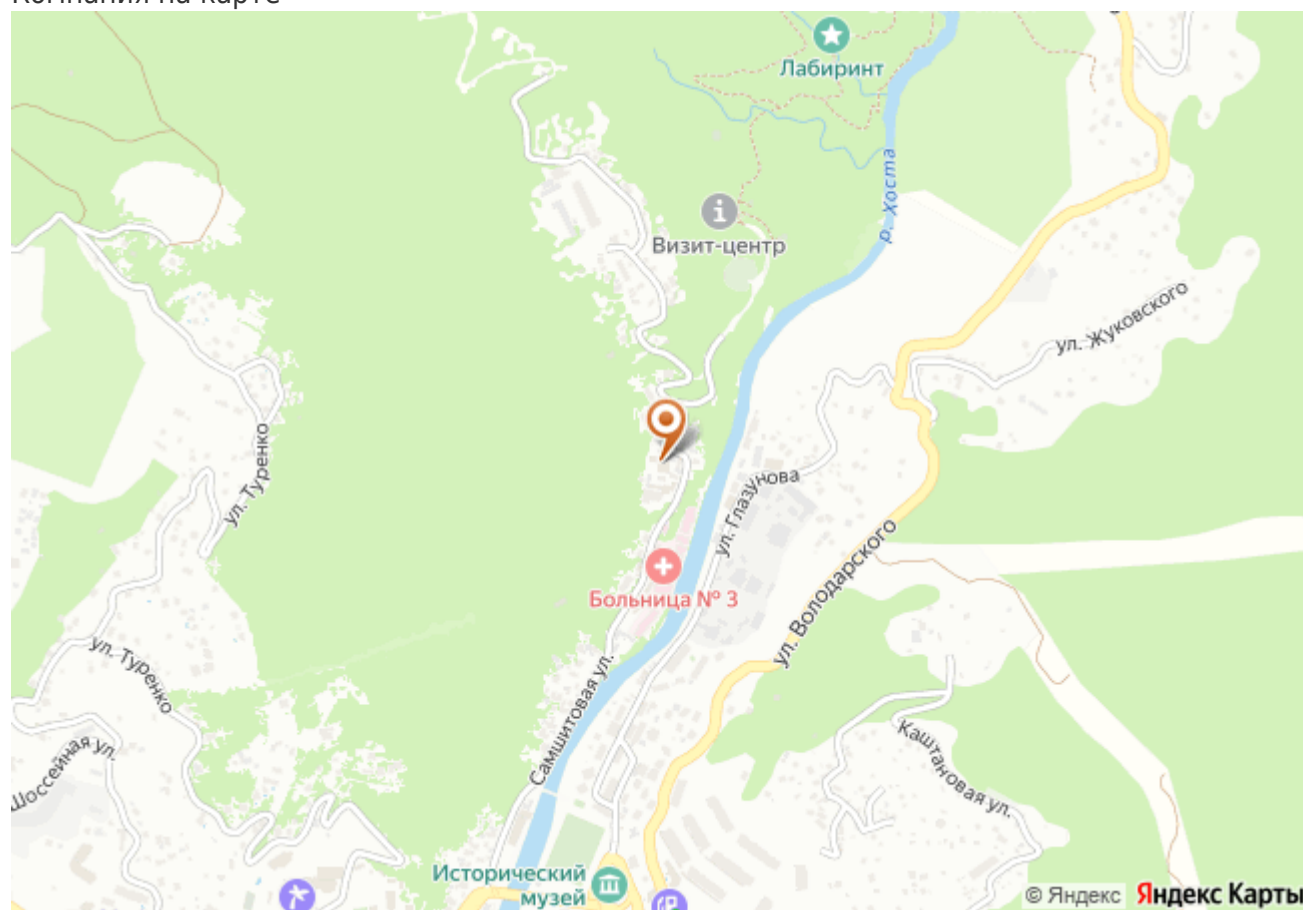 Компания на карте
Лабиринт
р. Хоста
Визит-центр
ул. Жуковского
ул. Туренко
ул. Глазунова
ул. Володарского
Больница № 3
ул. Туренко
Самшитовая ул.
Каштановая ул.
Шоссейная ул.
Исторический
музей
© Яндекс Яндекс Карты